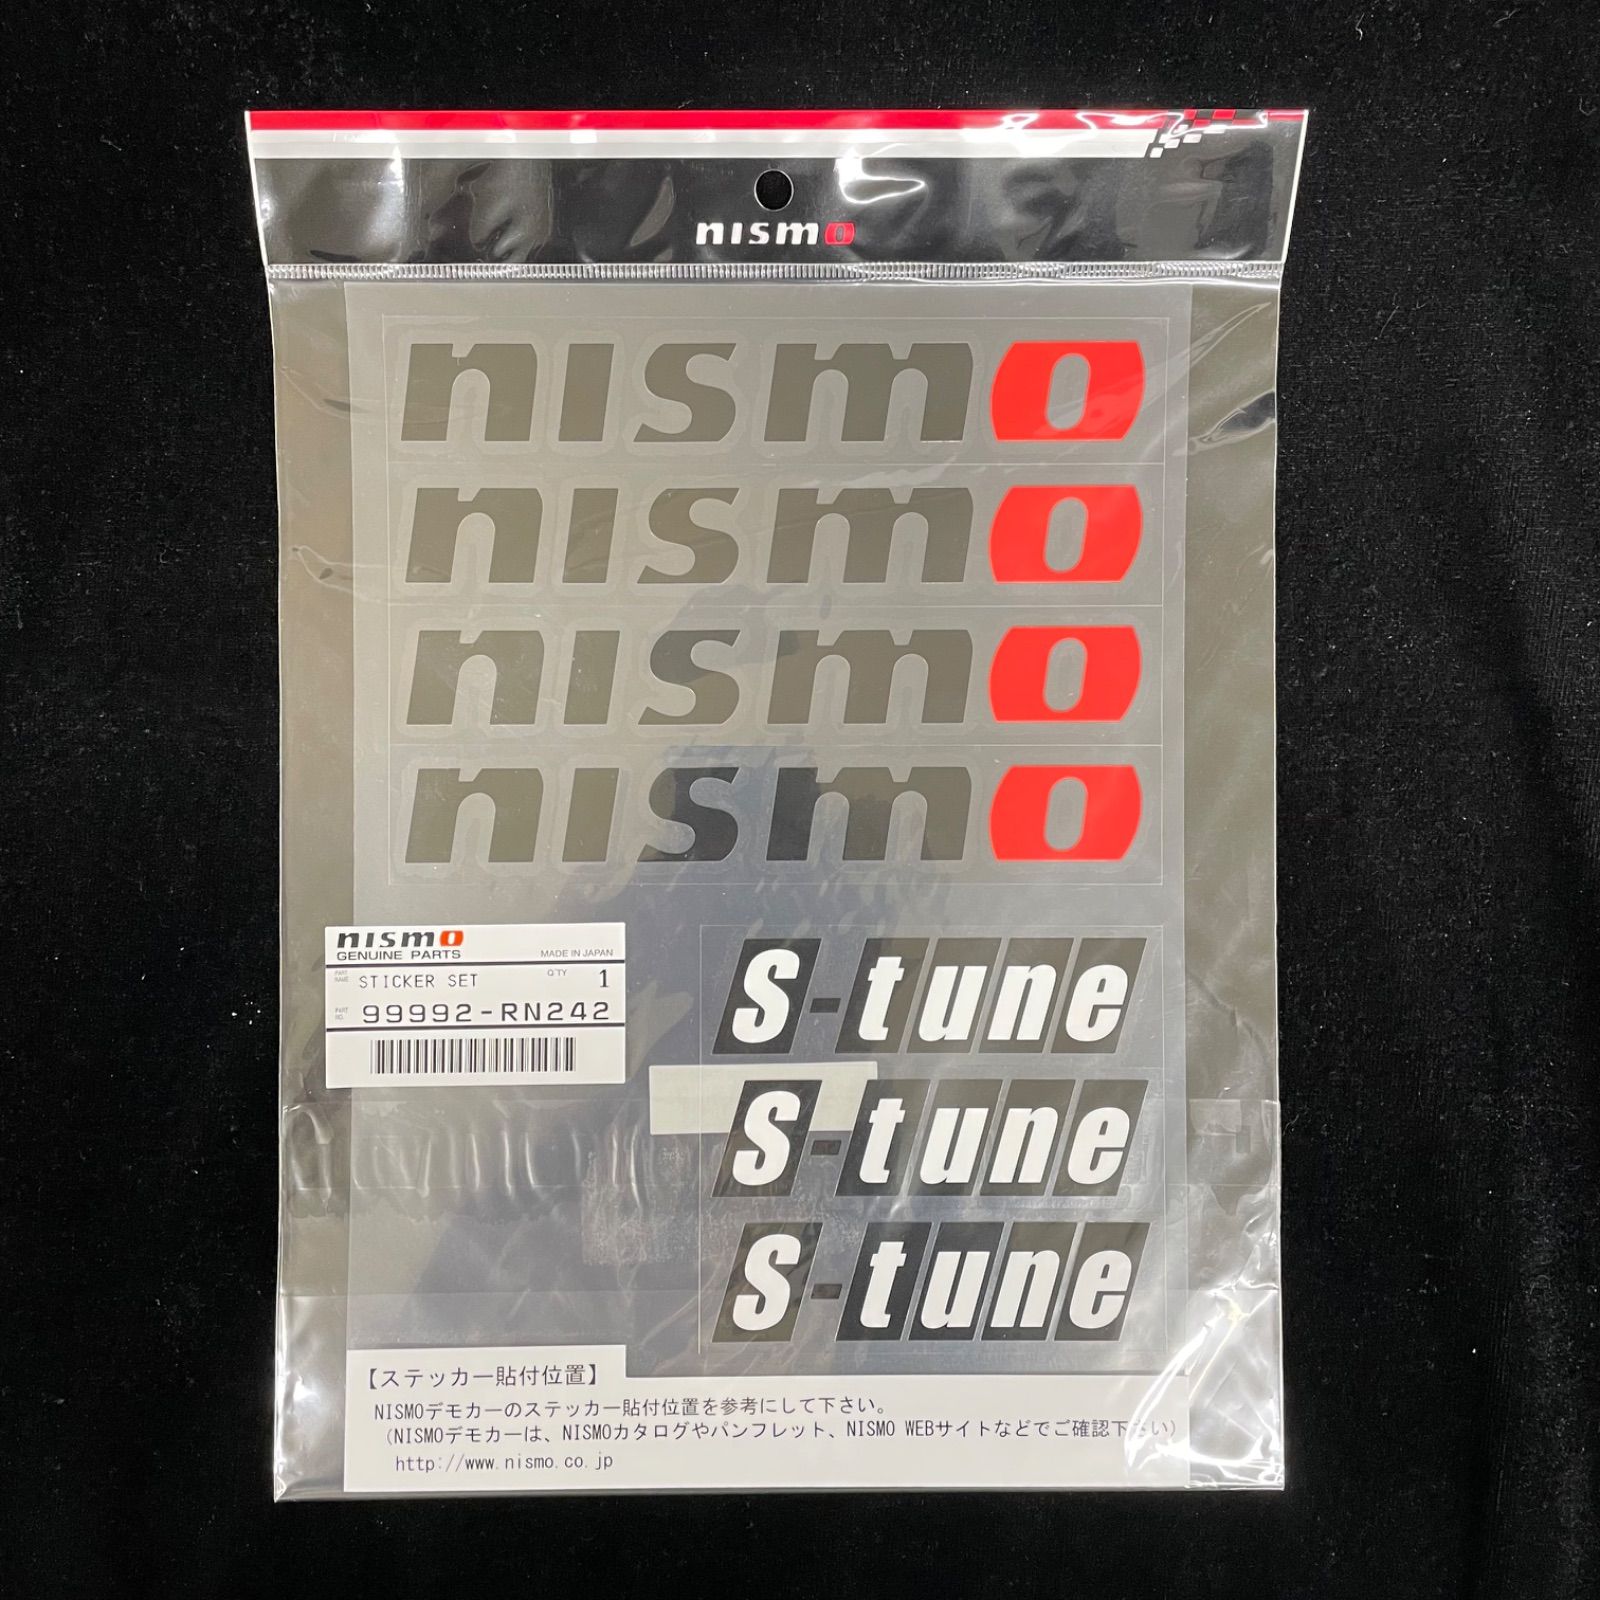 nismo
nismo
nismo
nismo
nismo
nismo
GENUINE PARTS MADE IN JAPAN
PART NAME STICKER SET Q'TY 1
PART NO. 99992-RN242
S-tune
S-tune
S-tune
【ステッカー貼付位置】
NISMOデモカーのステッカー貼付位置を参考にして下さい。
(NISMOデモカーは、NISMOカタログやパンフレット、NISMO WEBサイトなどでご確認下さい)
http://www.nismo.co.jp